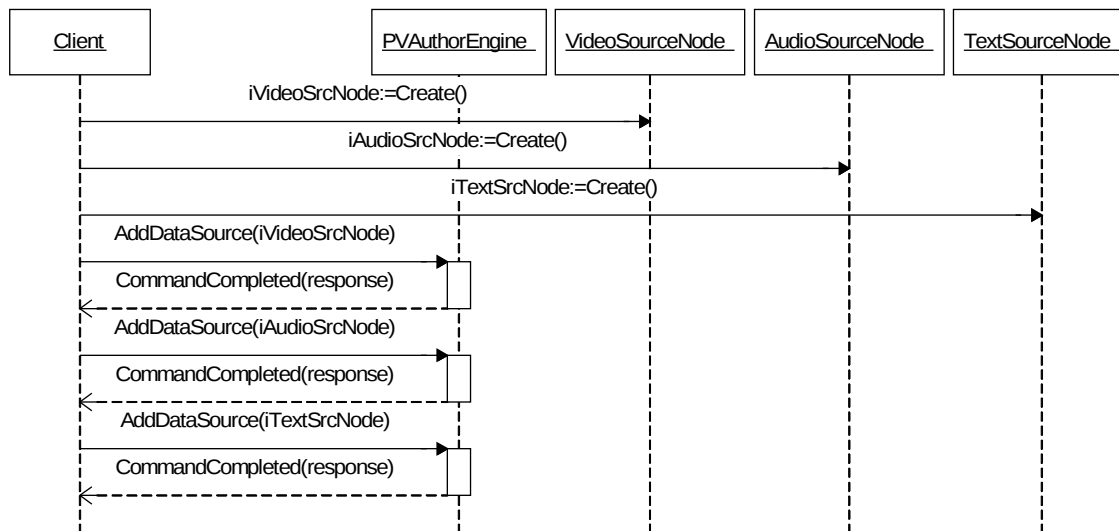 Client
PVAuthorEngine
VideoSourceNode
AudioSourceNode
TextSourceNode
iVideoSrcNode:=Create()
iAudioSrcNode:=Create()
iTextSrcNode:=Create()
AddDataSource(iVideoSrcNode)
CommandCompleted(response)
AddDataSource(iAudioSrcNode)
CommandCompleted(response)
AddDataSource(iTextSrcNode)
CommandCompleted(response)